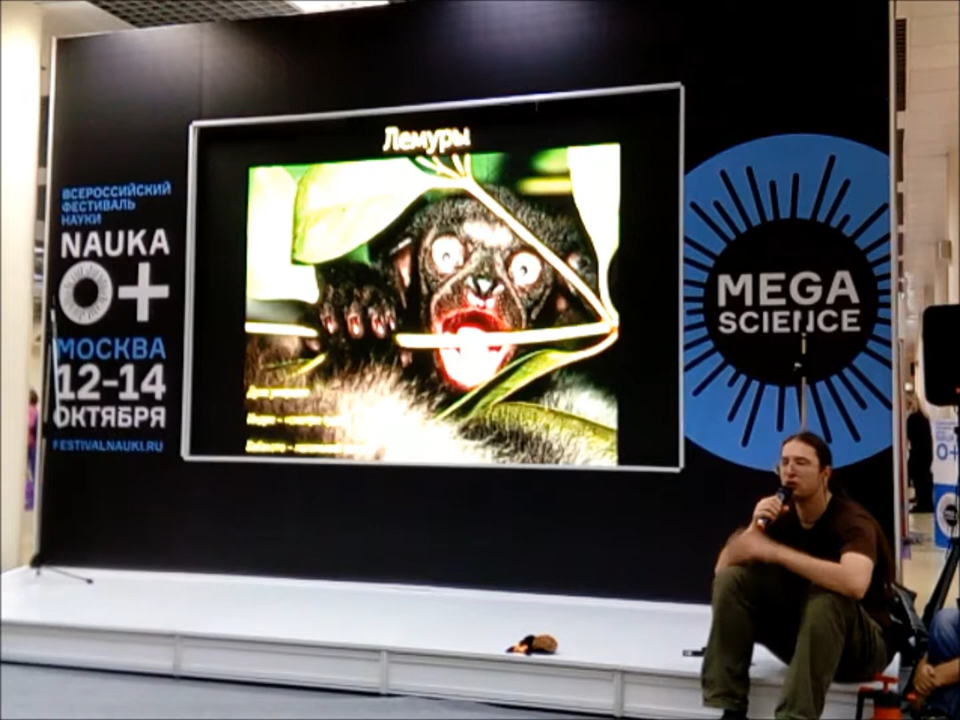 ВСЕРОССИЙСКИЙ
ФЕСТИВАЛЬ
НАУКИ
NAUKA
0+
МОСКВА
12–14
ОКТЯБРЯ
FESTIVALNAUKI.RU
Лемуры
MEGA
SCIENCE